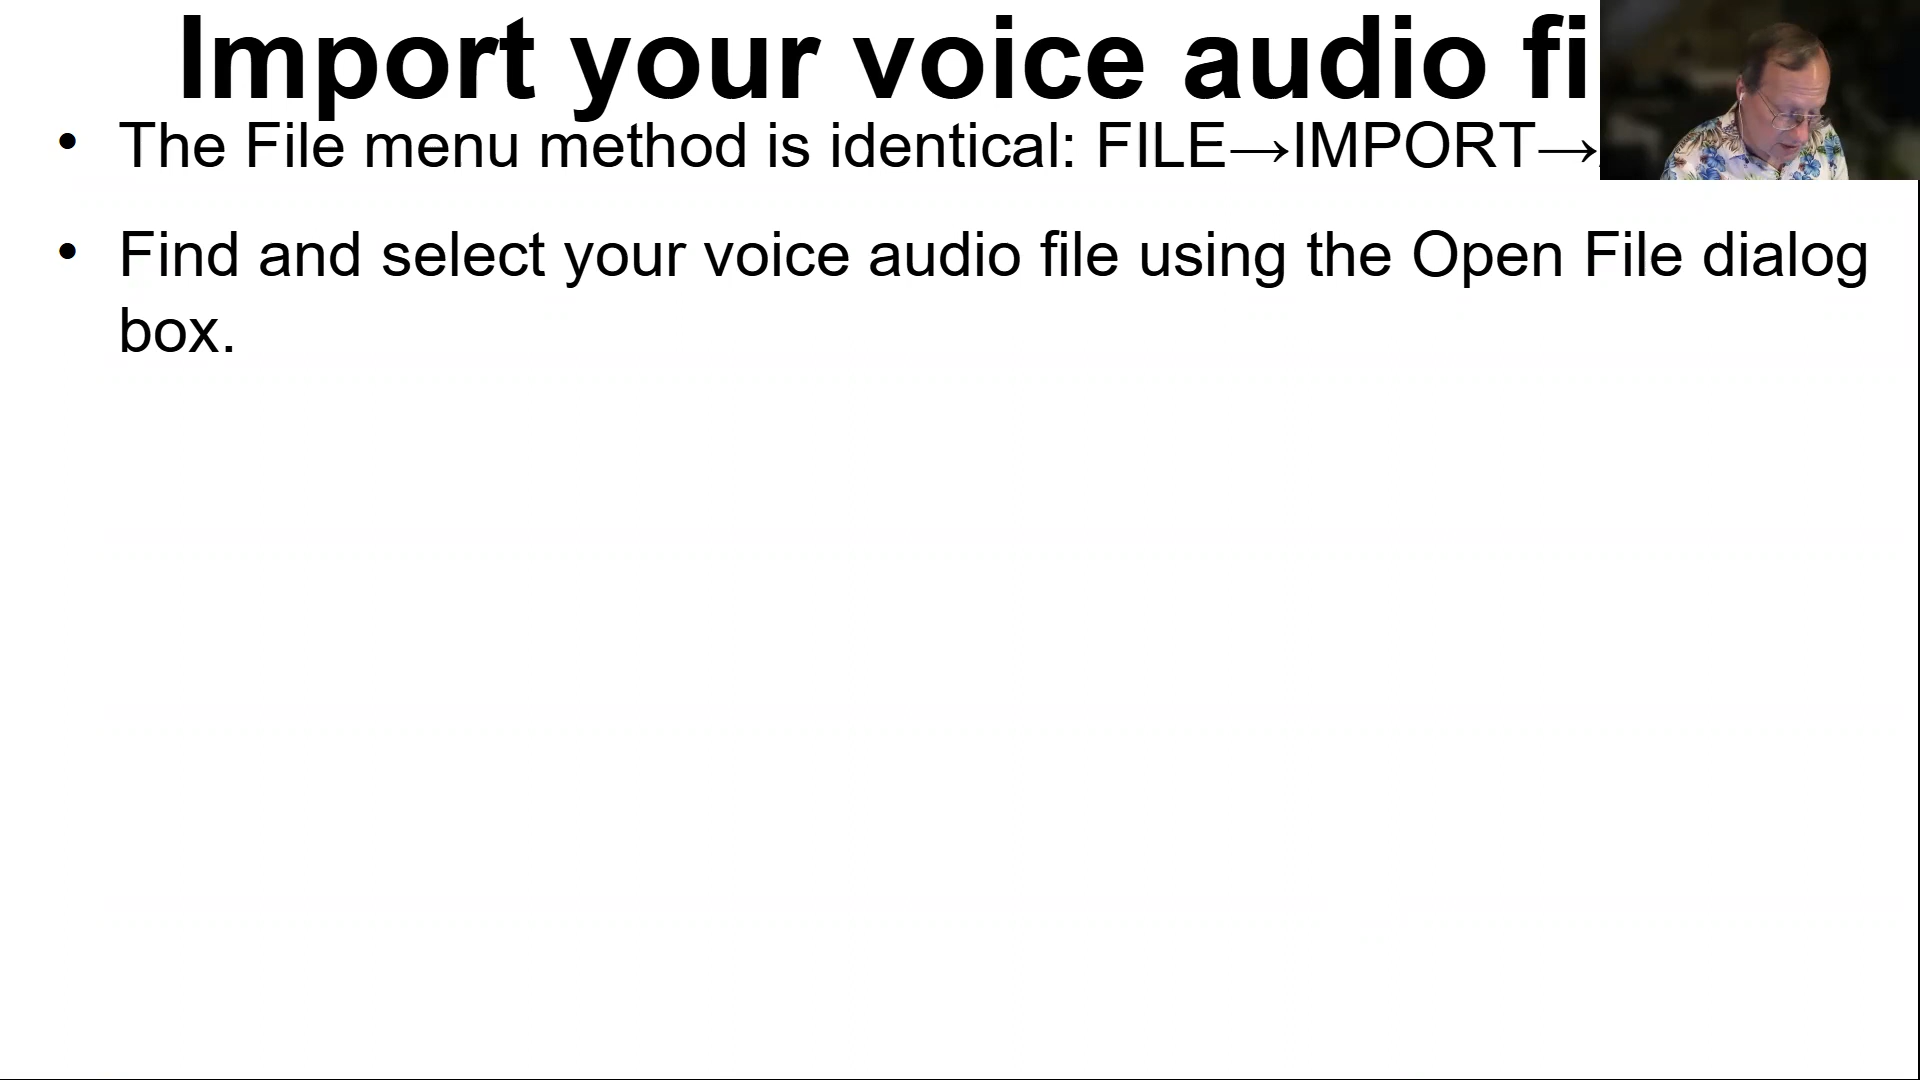 Import your voice audio fi
• The File menu method is identical: FILE→IMPORT→
• Find and select your voice audio file using the Open File dialog
box.